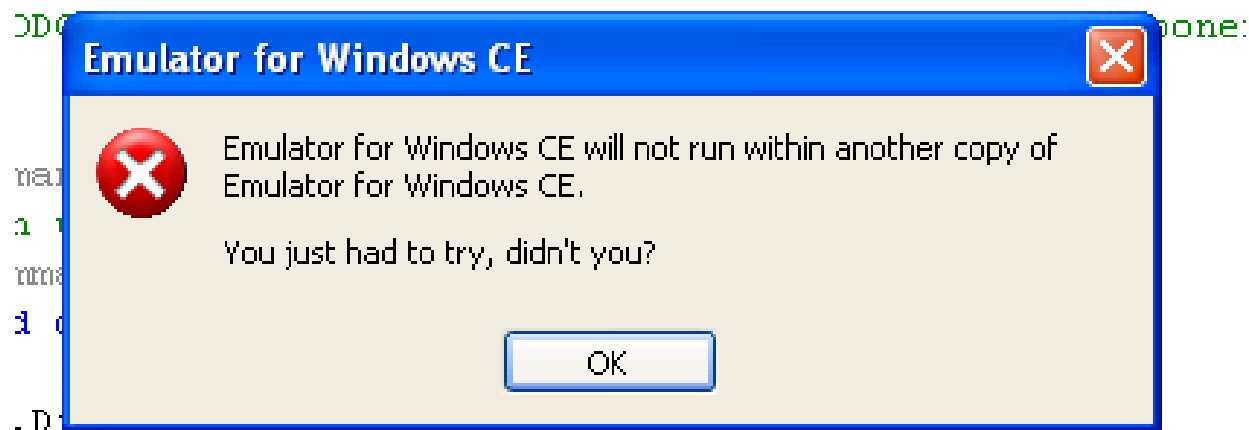 Emulator for Windows CE
Emulator for Windows CE will not run within another copy of
Emulator for Windows CE.
You just had to try, didn't you?
OK